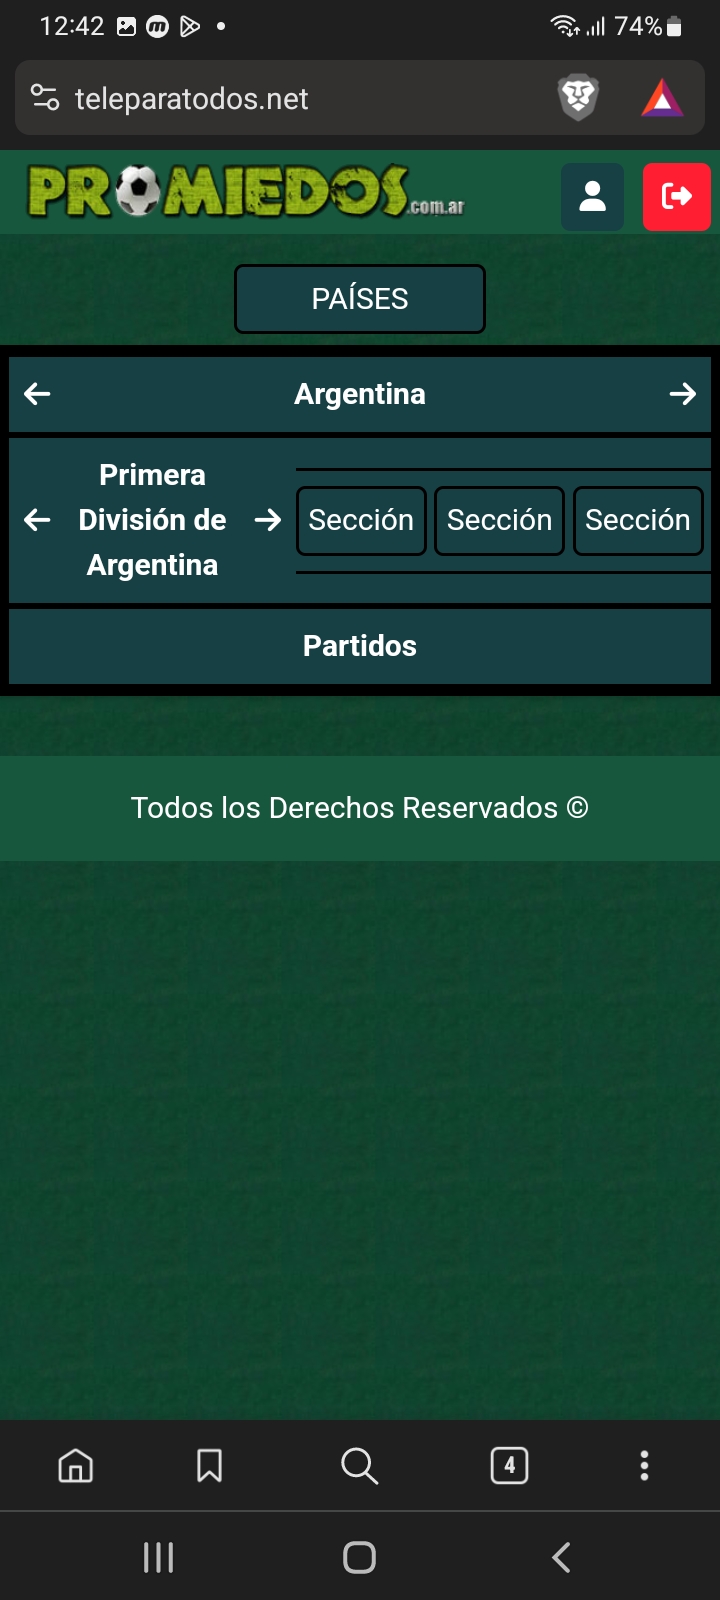 12:42
74%
teleparatodos.net
PROMIEDOS.com.ar
PAÍSES
Argentina
Primera
División de
Argentina
Sección Sección Sección
Partidos
Todos los Derechos Reservados ©
4